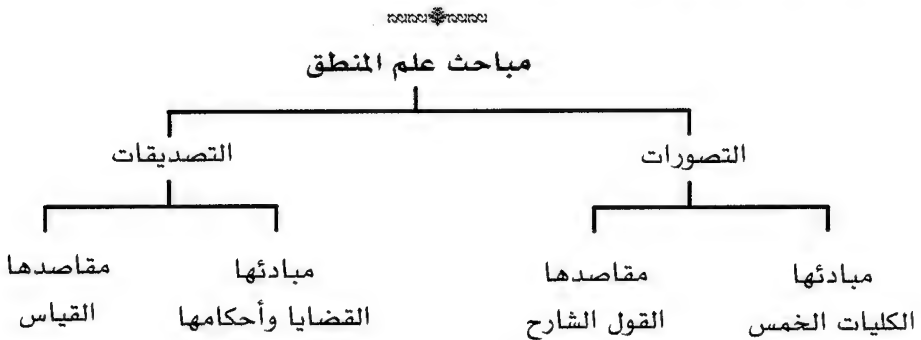 مباحث علم المنطق
التصورات
التصديقات
مبادئها
الكليات الخمس
مقاصدها
القول الشارح
مبادئها
القضايا وأحكامها
مقاصدها
القياس